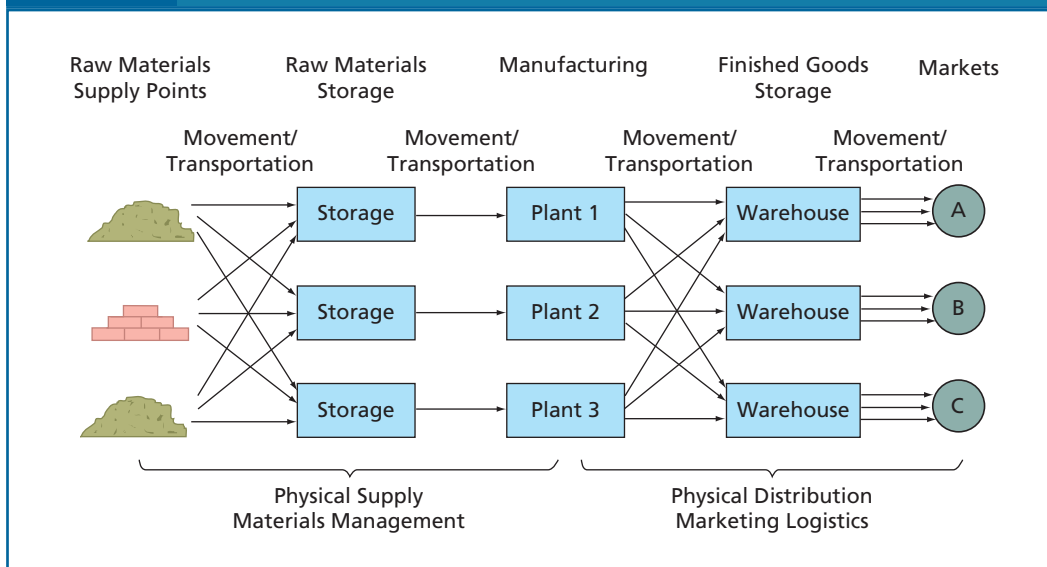 Raw Materials
Supply Points
Raw Materials
Storage
Manufacturing
Finished Goods
Storage
Markets
Movement/
Transportation
Movement/
Transportation
Movement/
Transportation
Movement/
Transportation
Storage
Plant 1
Warehouse
A
Storage
Plant 2
Warehouse
B
Storage
Plant 3
Warehouse
C
Physical Supply
Materials Management
Physical Distribution
Marketing Logistics